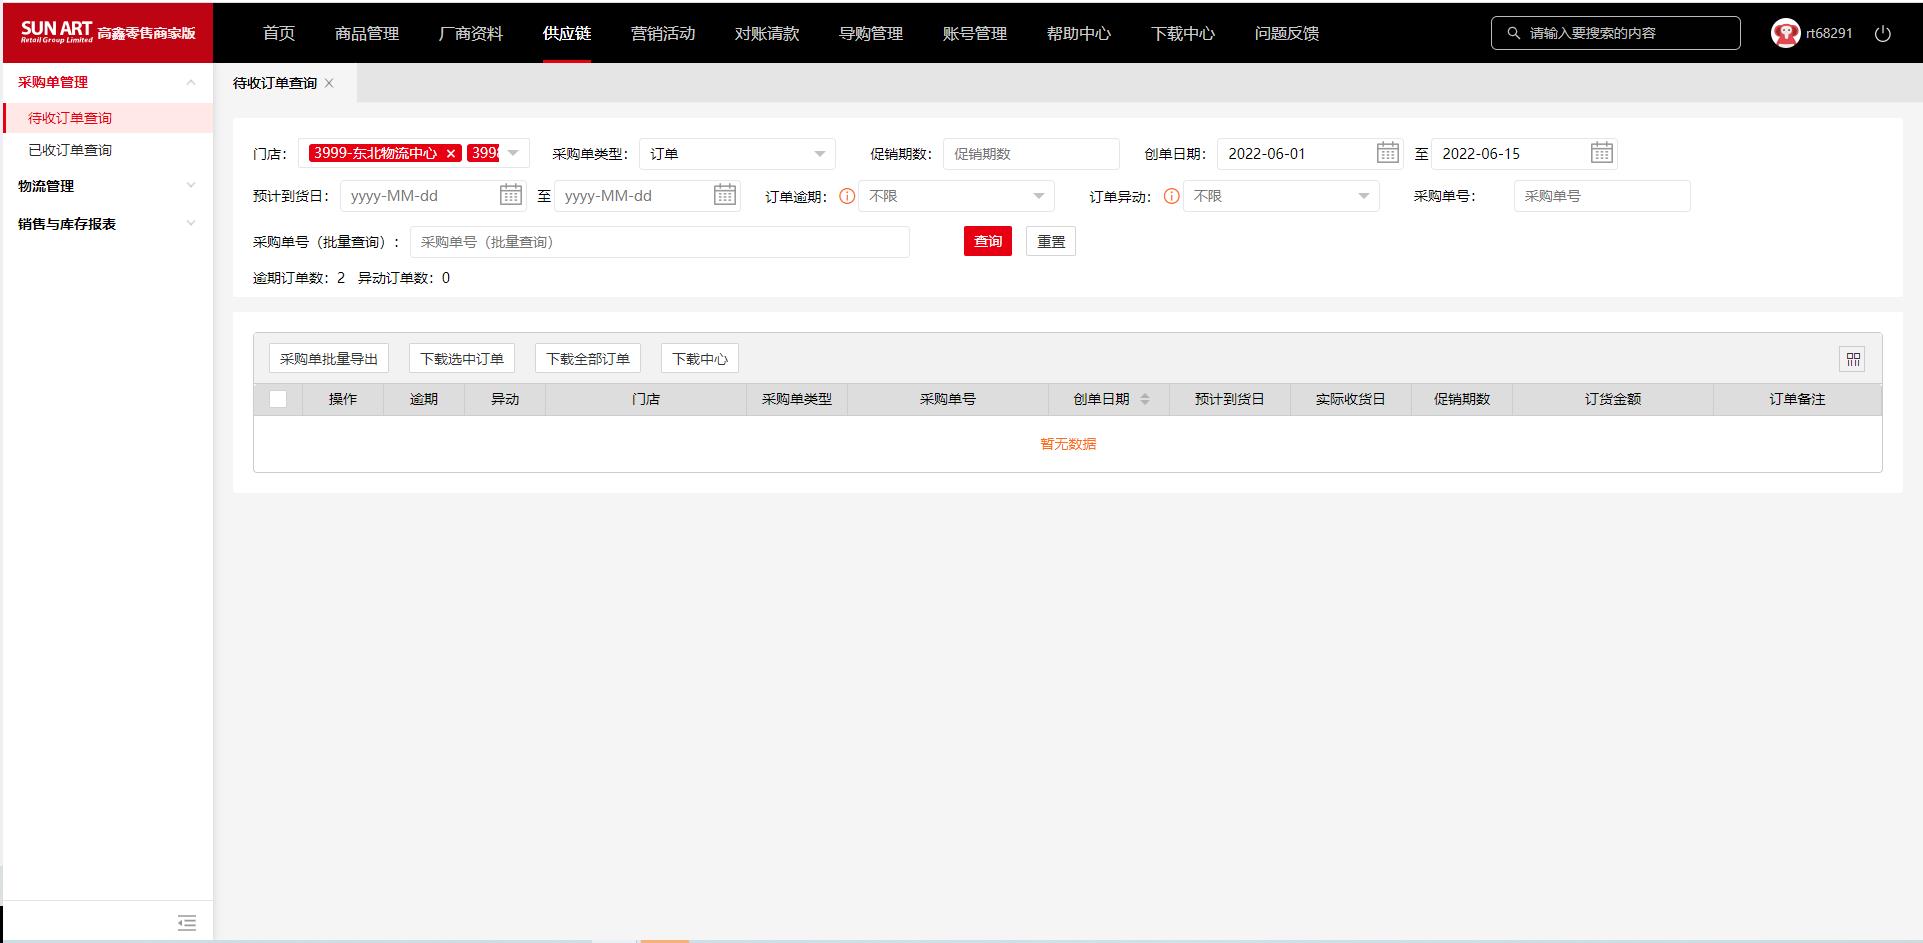 SUN ART Retail Group Limited 高鑫零售商家版 首页 商品管理 厂商资料 供应链 营销活动 对账请款 导购管理 账号管理 帮助中心 下载中心 问题反馈 请输入要搜索的内容 rt68291
采购单管理
待收订单查询
已收订单查询
物流管理
销售与库存报表
待收订单查询
门店： 3999-东北物流中心 × 399 采购单类型： 订单 促销期数： 促销期数 创单日期： 2022-06-01 至 2022-06-15
预计到货日： yyyy-MM-dd 至 yyyy-MM-dd 订单逾期： 不限 订单异动： 不限 采购单号： 采购单号
采购单号（批量查询）： 采购单号（批量查询） 查询 重置
逾期订单数：2 异动订单数：0
采购单批量导出 下载选中订单 下载全部订单 下载中心
操作 逾期 异动 门店 采购单类型 采购单号 创单日期 预计到货日 实际收货日 促销期数 订货金额 订单备注
暂无数据